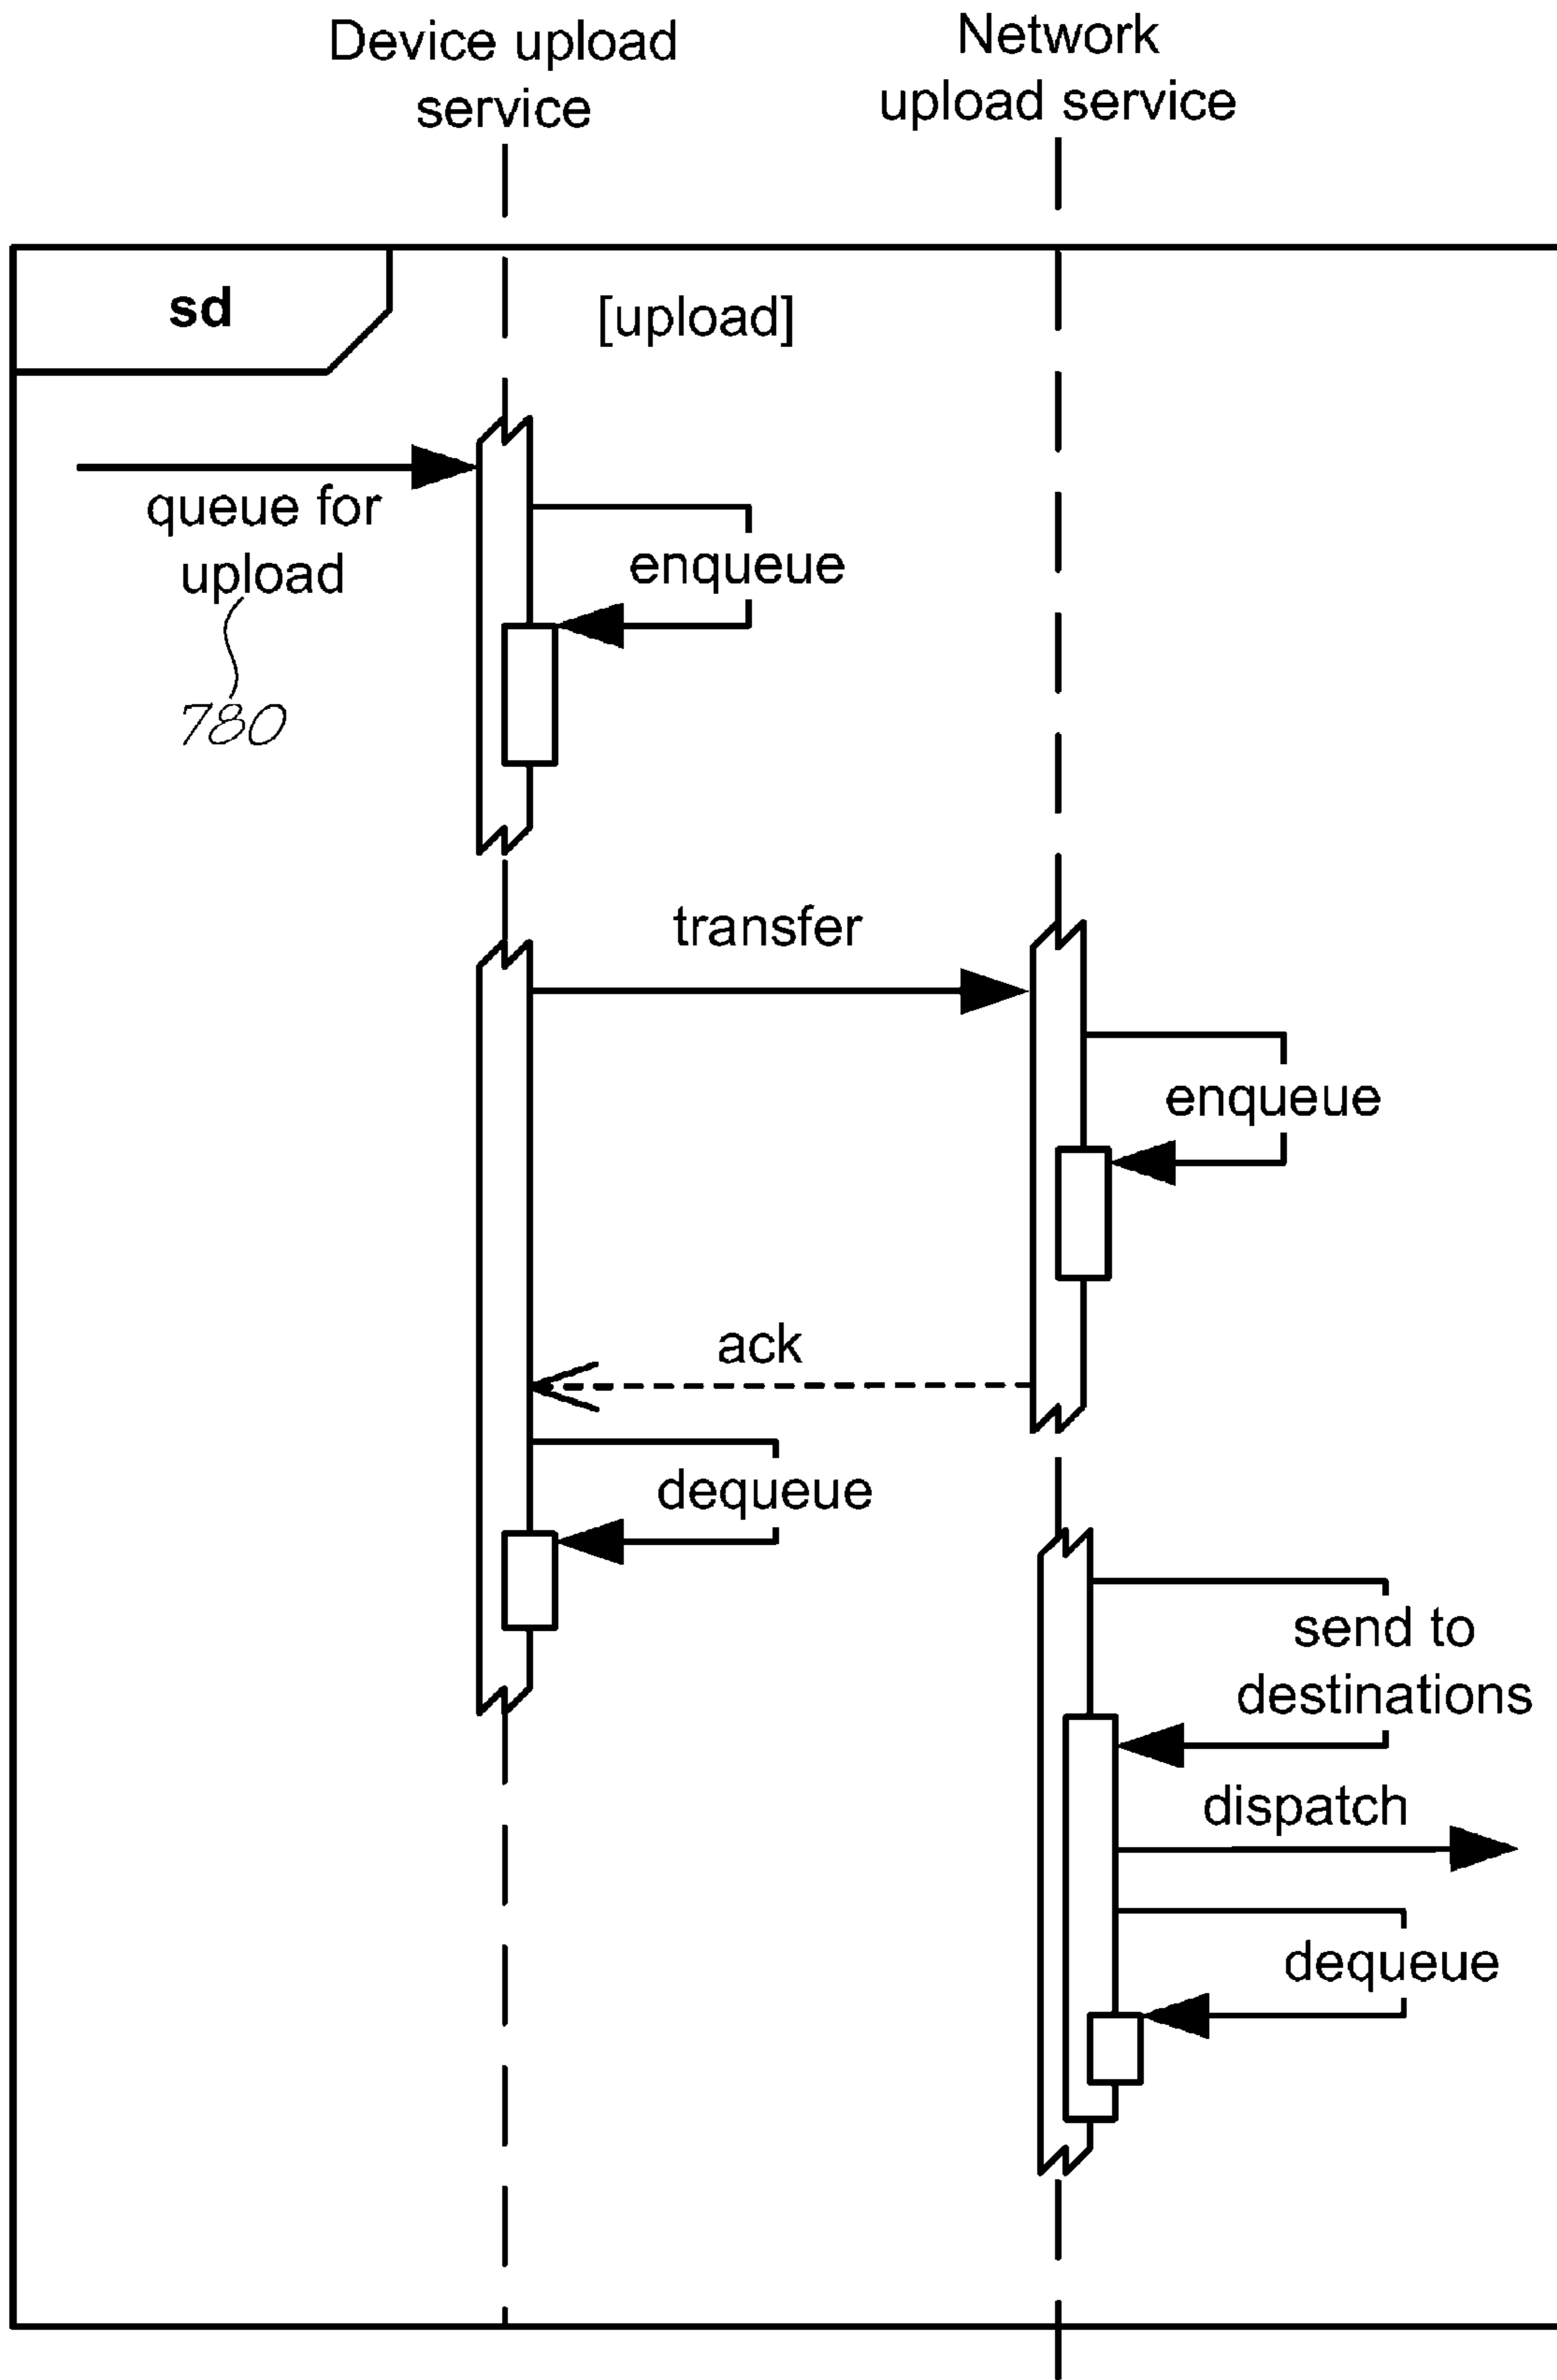 Device upload
service
Network
upload service
sd
[upload]
queue for
upload
780
enqueue
transfer
enqueue
ack
dequeue
send to
destinations
dispatch
dequeue